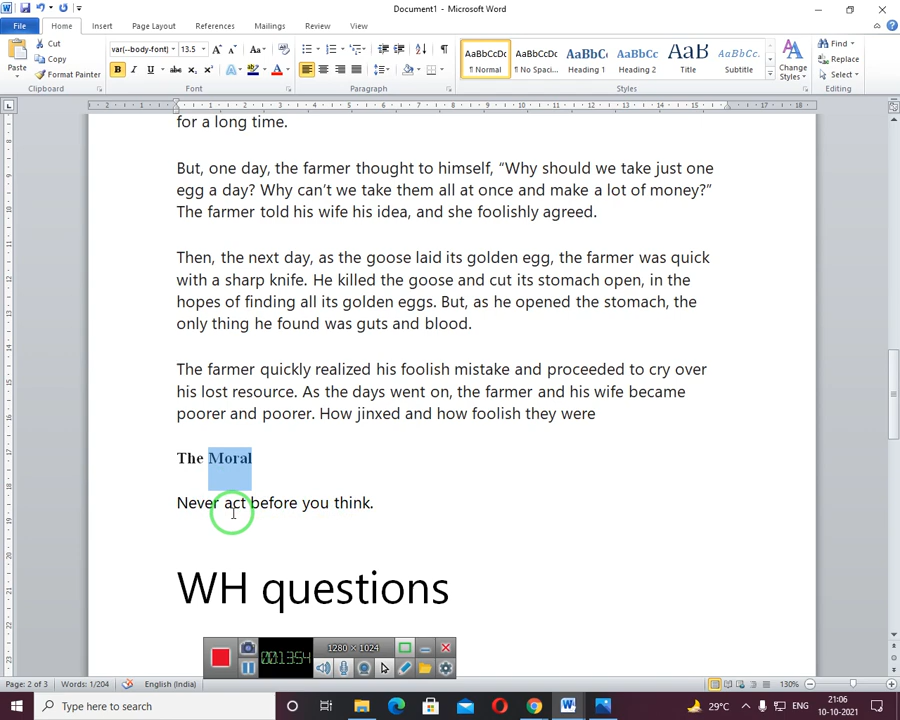 Document1 - Microsoft Word
File Home Insert Page Layout References Mailings Review View
Cut
Copy
Format Painter
Paste
Clipboard
var(--body-font) 13.5
Font
Paragraph
AaBbCcDc AaBbCcDc AaBbCc AaBbCc AaBb AaBbCc.
¶ Normal ¶ No Spaci... Heading 1 Heading 2 Title Subtitle
Change Styles
Styles
Find
Replace
Select
Editing
for a long time.
But, one day, the farmer thought to himself, “Why should we take just one
egg a day? Why can’t we take them all at once and make a lot of money?”
The farmer told his wife his idea, and she foolishly agreed.
Then, the next day, as the goose laid its golden egg, the farmer was quick
with a sharp knife. He killed the goose and cut its stomach open, in the
hopes of finding all its golden eggs. But, as he opened the stomach, the
only thing he found was guts and blood.
The farmer quickly realized his foolish mistake and proceeded to cry over
his lost resource. As the days went on, the farmer and his wife became
poorer and poorer. How jinxed and how foolish they were
The Moral
Never act before you think.
WH questions
1280 × 1024
Page: 2 of 3 Words: 1/204 English (India) 130%
Type here to search
29°C
21:06
10-10-2021